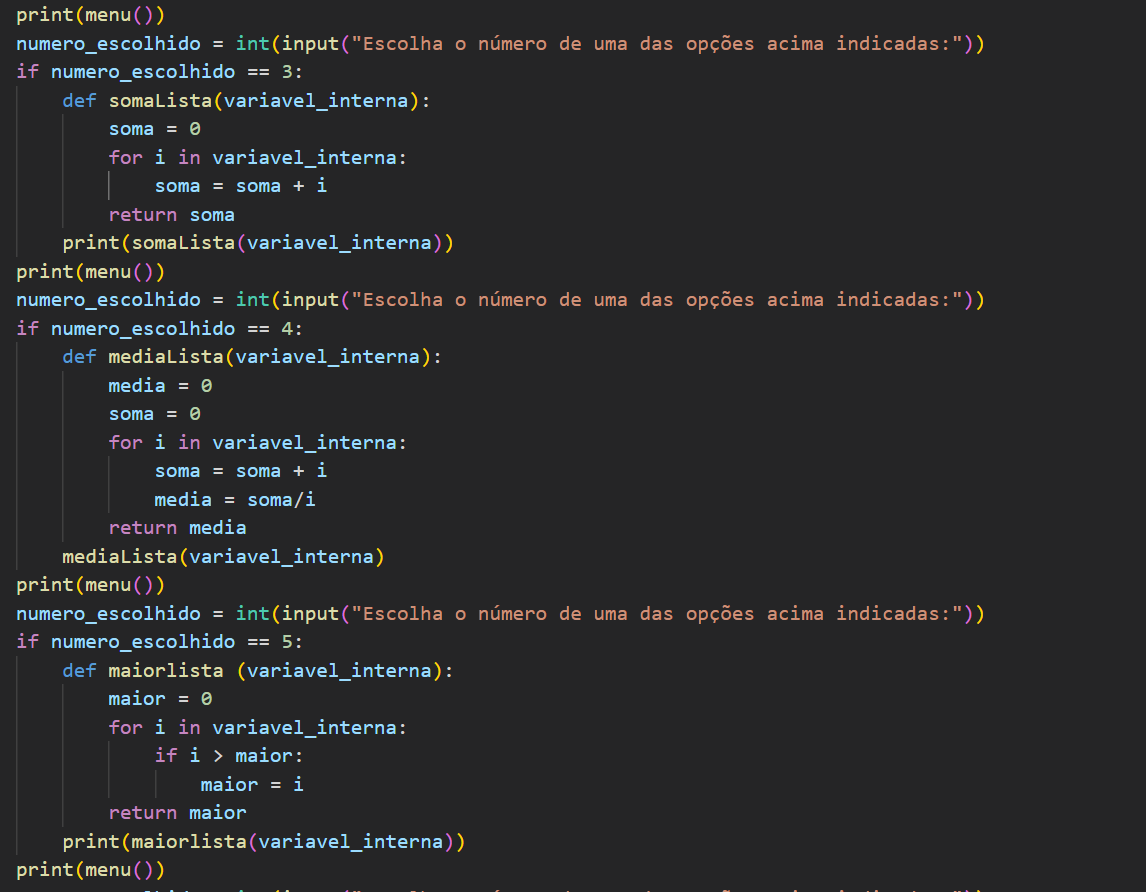 print(menu())
numero_escolhido = int(input("Escolha o número de uma das opções acima indicadas:"))
if numero_escolhido == 3:
    def somaLista(variavel_interna):
        soma = 0
        for i in variavel_interna:
            soma = soma + i
        return soma
    print(somaLista(variavel_interna))
print(menu())
numero_escolhido = int(input("Escolha o número de uma das opções acima indicadas:"))
if numero_escolhido == 4:
    def mediaLista(variavel_interna):
        media = 0
        soma = 0
        for i in variavel_interna:
            soma = soma + i
            media = soma/i
        return media
    mediaLista(variavel_interna)
print(menu())
numero_escolhido = int(input("Escolha o número de uma das opções acima indicadas:"))
if numero_escolhido == 5:
    def maiorlista (variavel_interna):
        maior = 0
        for i in variavel_interna:
            if i > maior:
                maior = i
        return maior
    print(maiorlista(variavel_interna))
print(menu())